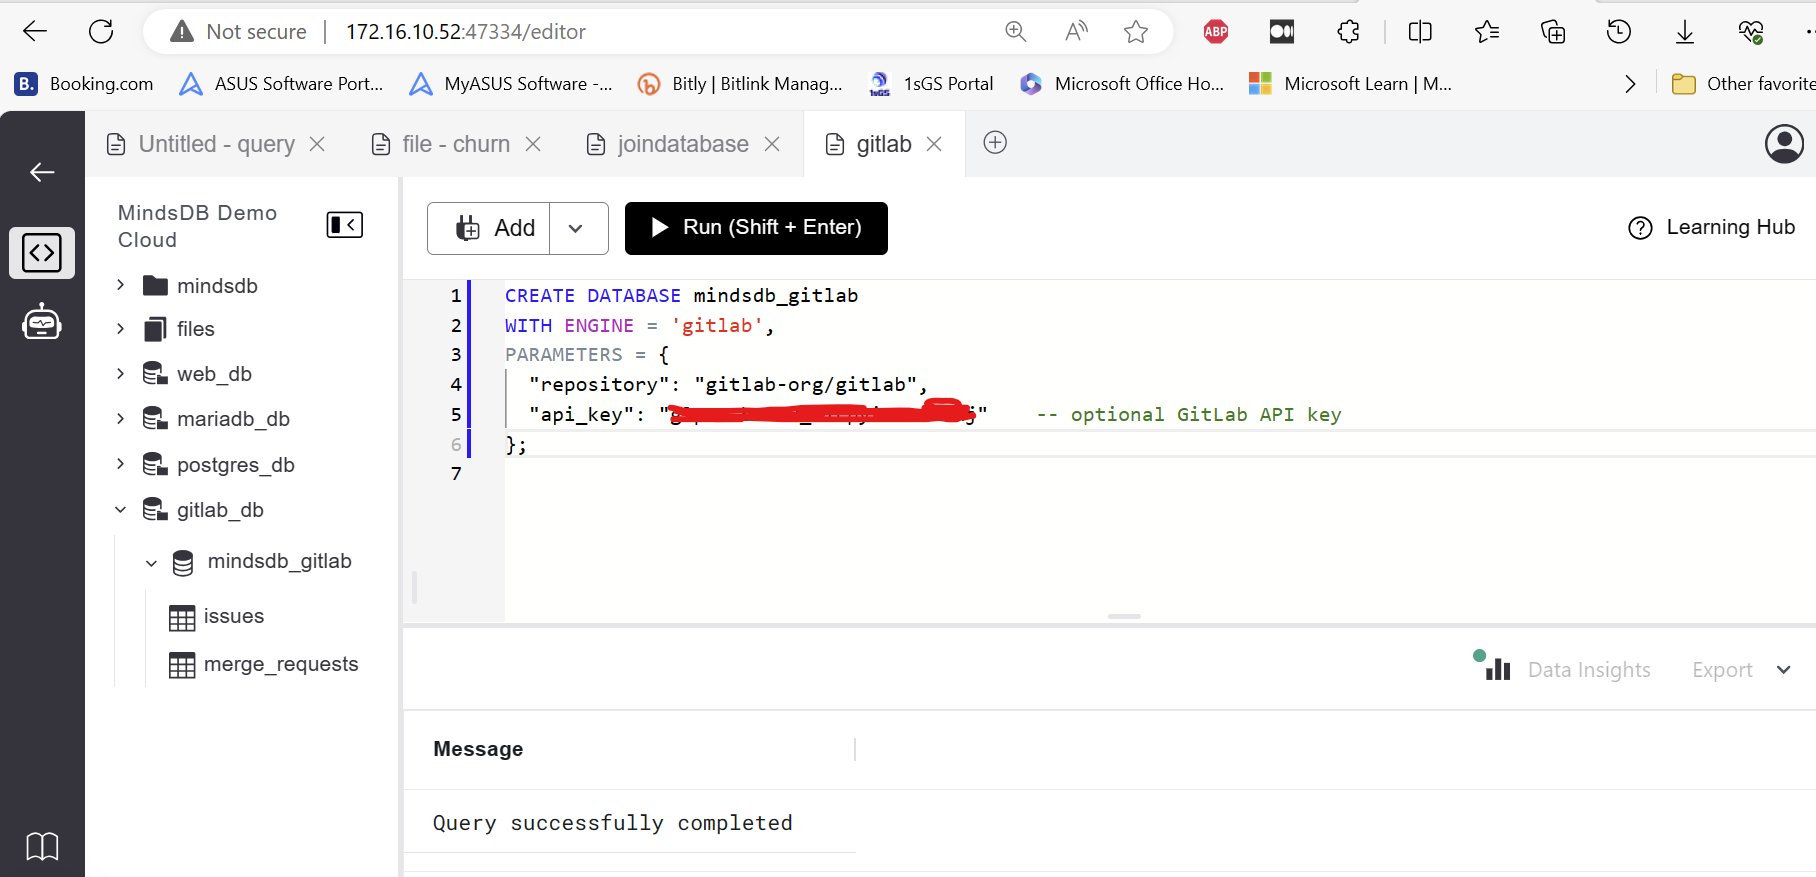 Not secure | 172.16.10.52:47334/editor
ABP
B. Booking.com ASUS Software Port... MyASUS Software -... Bitly | Bitlink Manag... 1sGS 1sGS Portal Microsoft Office Ho... Microsoft Learn | M... Other favorite
Untitled - query file - churn joindatabase gitlab
MindsDB Demo
Cloud
Add Run (Shift + Enter) Learning Hub
mindsdb
files
web_db
mariadb_db
postgres_db
gitlab_db
mindsdb_gitlab
issues
merge_requests
1 CREATE DATABASE mindsdb_gitlab
2 WITH ENGINE = 'gitlab',
3 PARAMETERS = {
4 "repository": "gitlab-org/gitlab",
5 "api_key": " " -- optional GitLab API key
6 };
7
Data Insights Export
Message
Query successfully completed